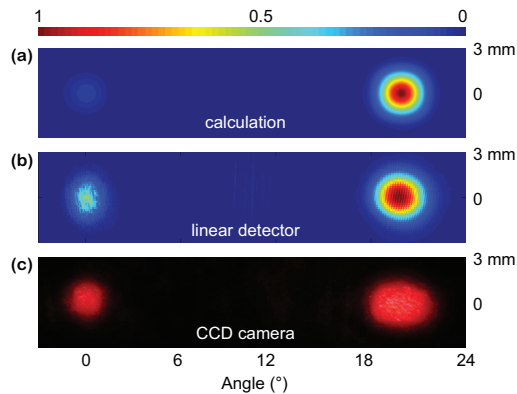 1 0.5 0
(a) 3 mm
0
calculation
(b) 3 mm
0
linear detector
(c) 3 mm
0
CCD camera
0 6 12 18 24
Angle (°)